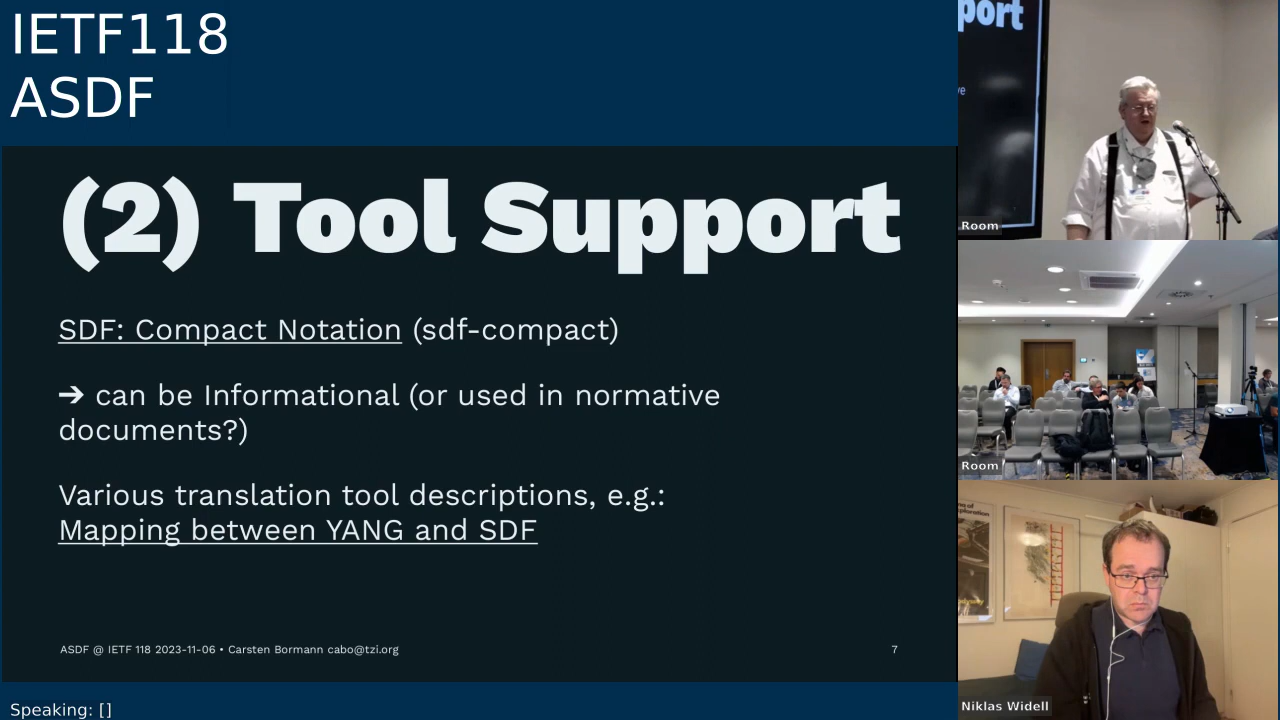 IETF118
ASDF
(2) Tool Support
SDF: Compact Notation (sdf-compact)
➔ can be Informational (or used in normative
documents?)
Various translation tool descriptions, e.g.:
Mapping between YANG and SDF
ASDF @ IETF 118 2023-11-06 • Carsten Bormann cabo@tzi.org
7
Speaking: []
port
Room
Room
Niklas Widell